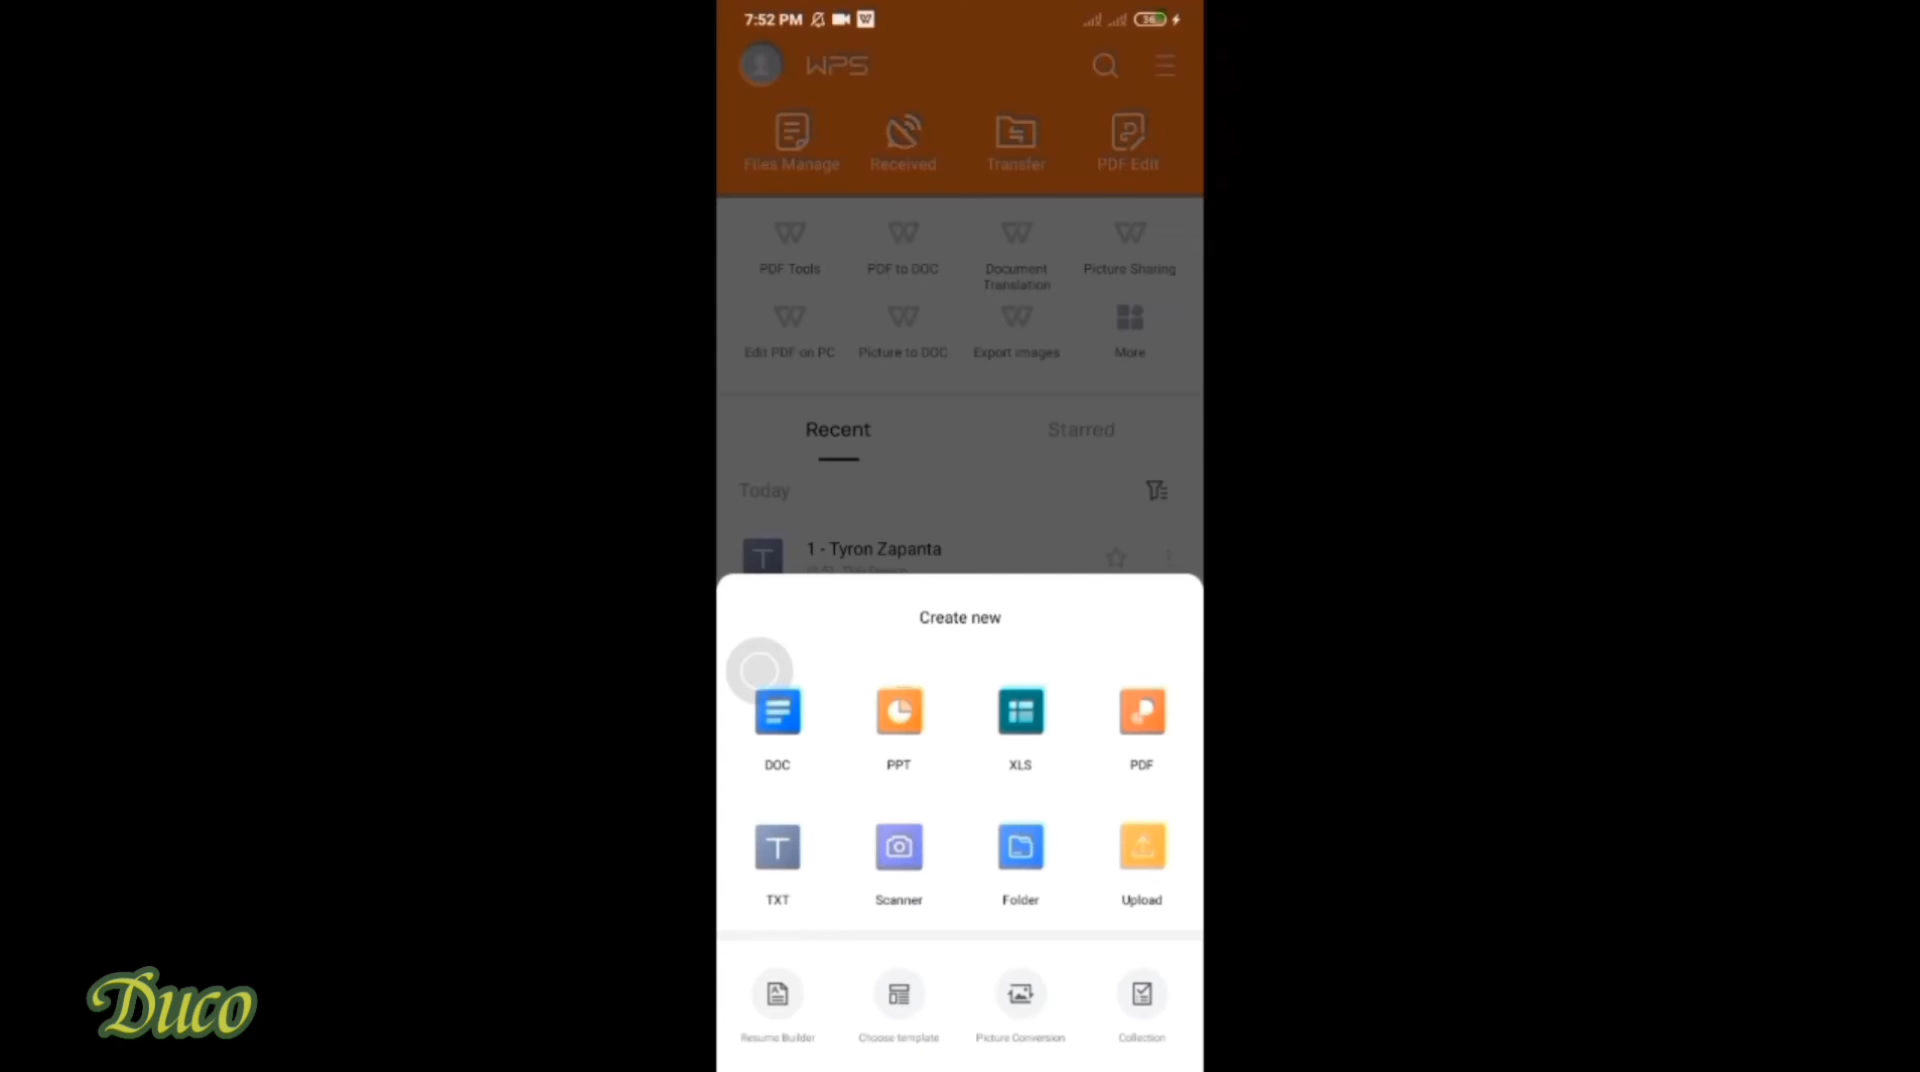 7:52 PM
36
WPS
Files Manage Received Transfer PDF Edit
PDF Tools PDF to DOC Document Translation Picture Sharing
Edit PDF on PC Picture to DOC Export images More
Recent Starred
Today
T
1 - Tyron Zapanta
Create new
DOC PPT XLS PDF
T
TXT Scanner Folder Upload
Resume Builder Choose template Picture Conversion Collection
Duco